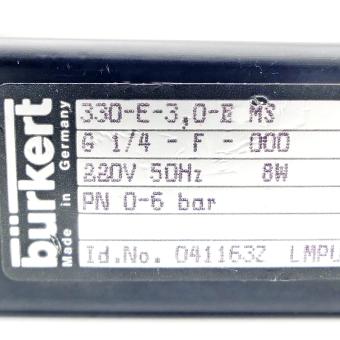 bürkert
Made in Germany
330-E-3,0-E MS
G 1/4 - F - 000
220V 50Hz 8W
PN 0-6 bar
Id.No. 041163Z